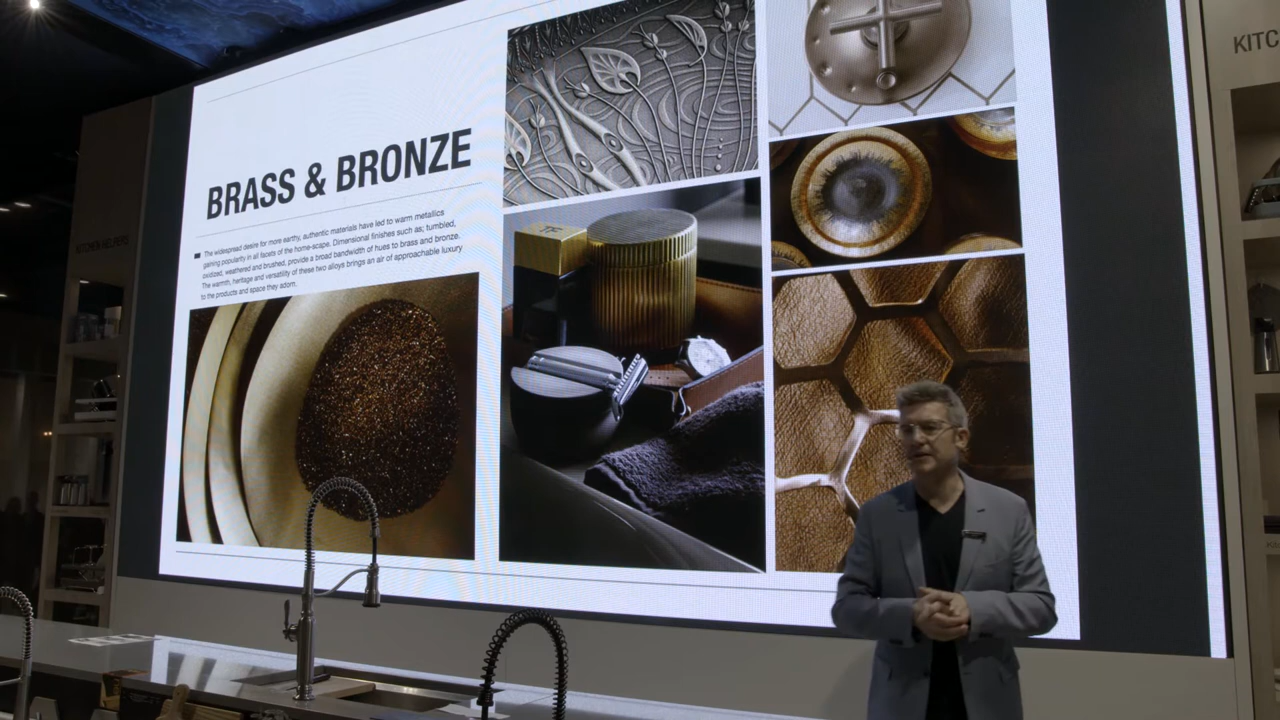 BRASS & BRONZE
The widespread desire for more earthy, authentic materials have led to warm metallics
gaining popularity in all facets of the home-scape. Dimensional finishes such as; tumbled,
oxidized, weathered and brushed, provide a broad bandwidth of hues to brass and bronze.
The warmth, heritage and versatility of these two alloys brings an air of approachable luxury
to the products and space they adorn.
TF
KITC
KITCHEN HELPERS